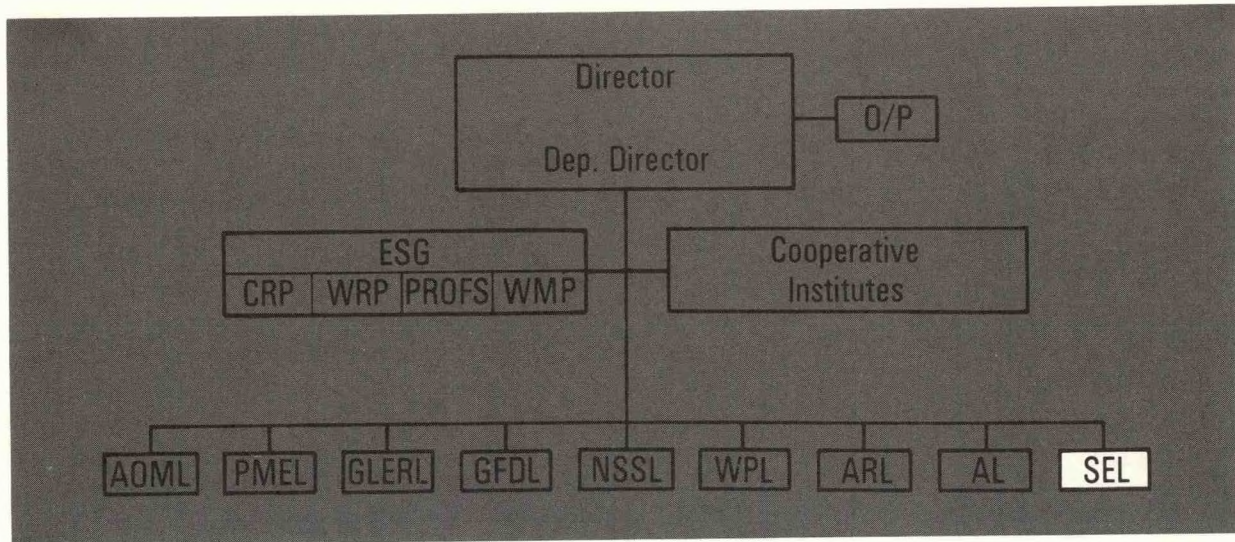 Director
O/P
Dep. Director
ESG
CRP WRP PROFS WMP
Cooperative
Institutes
AOML PMEL GLERL GFDL NSSL WPL ARL AL SEL